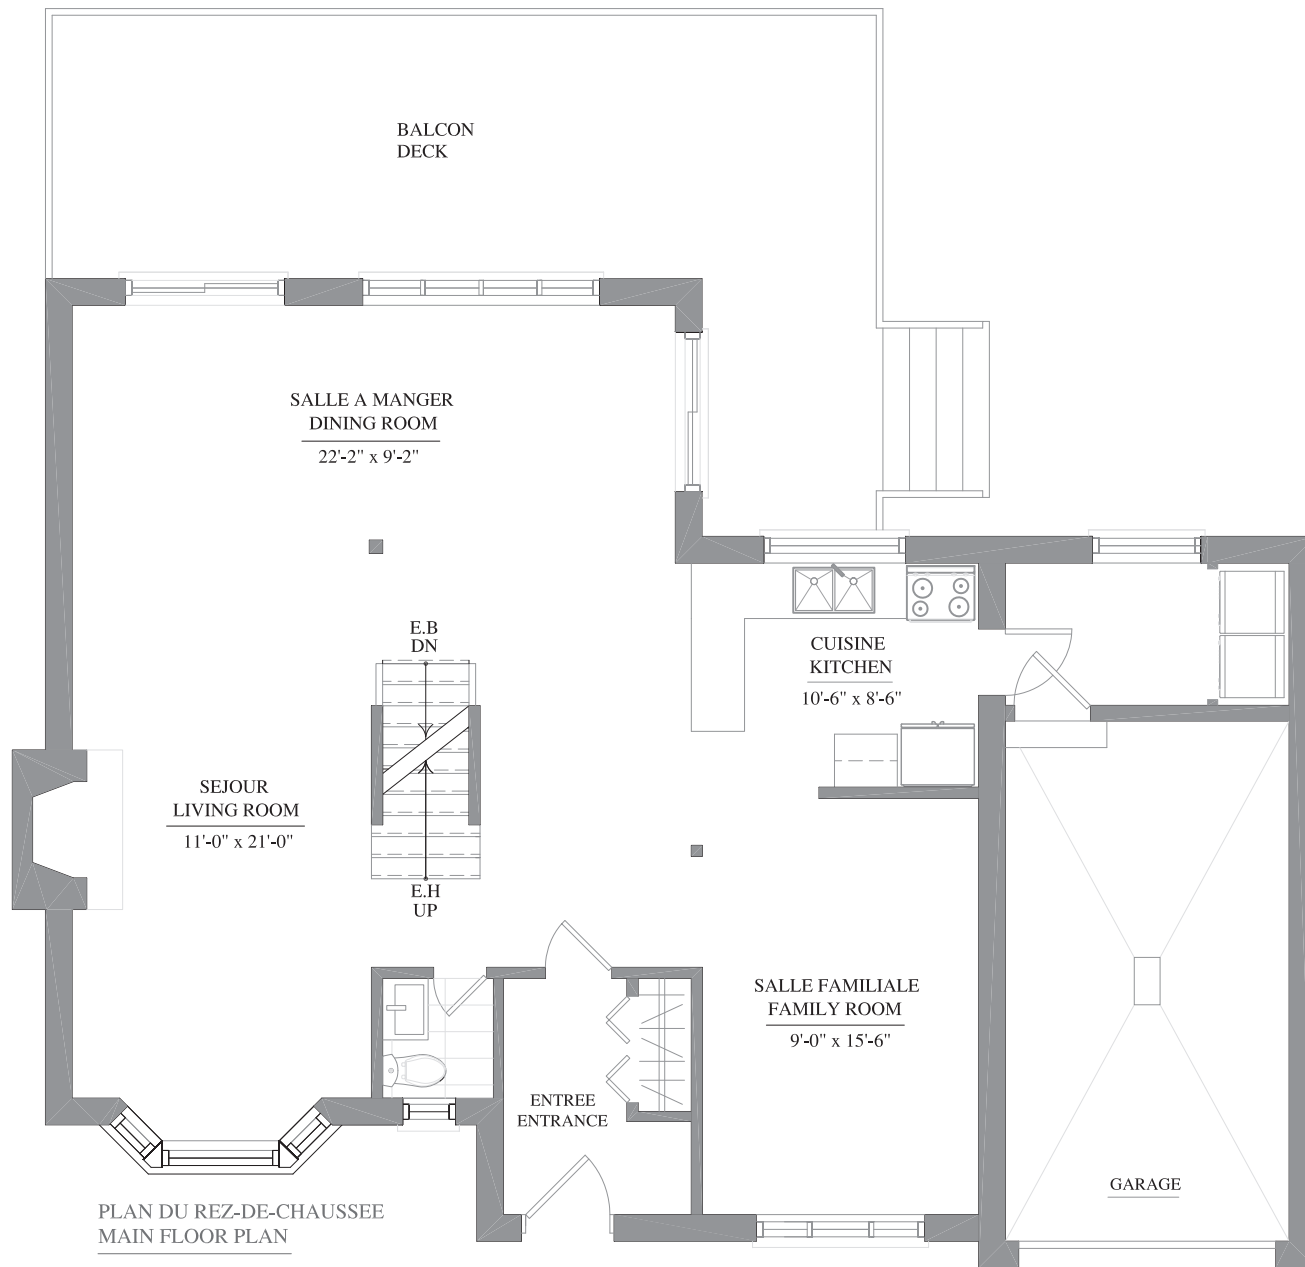 BALCON
DECK
SALLE A MANGER
DINING ROOM
22'-2" x 9'-2"
E.B
DN
CUISINE
KITCHEN
10'-6" x 8'-6"
SEJOUR
LIVING ROOM
11'-0" x 21'-0"
E.H
UP
SALLE FAMILIALE
FAMILY ROOM
9'-0" x 15'-6"
ENTREE
ENTRANCE
GARAGE
PLAN DU REZ-DE-CHAUSSEE
MAIN FLOOR PLAN